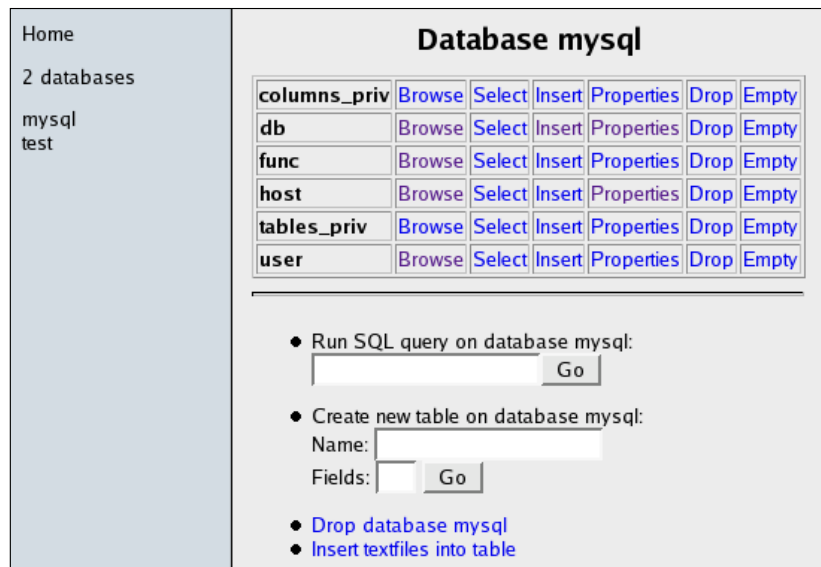 Home
2 databases
mysql
test
Database mysql
columns_priv Browse Select Insert Properties Drop Empty
db Browse Select Insert Properties Drop Empty
func Browse Select Insert Properties Drop Empty
host Browse Select Insert Properties Drop Empty
tables_priv Browse Select Insert Properties Drop Empty
user Browse Select Insert Properties Drop Empty
● Run SQL query on database mysql:
Go
● Create new table on database mysql:
Name:
Fields: Go
● Drop database mysql
● Insert textfiles into table